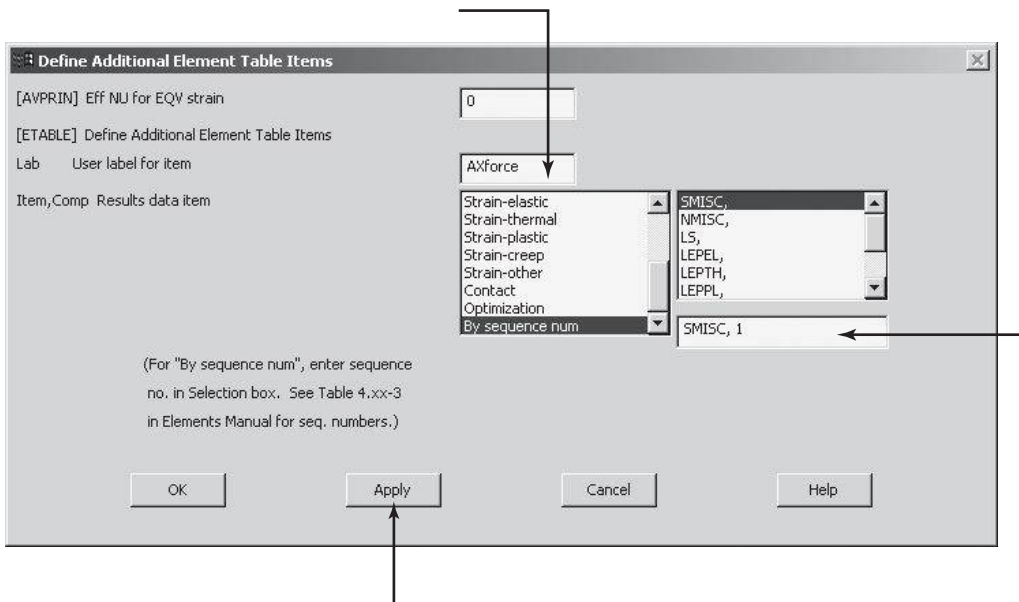 Define Additional Element Table Items
[AVPRIN] Eff NU for EQV strain
0
[ETABLE] Define Additional Element Table Items
Lab User label for item
AXforce
Item,Comp Results data item
Strain-elastic
Strain-thermal
Strain-plastic
Strain-creep
Strain-other
Contact
Optimization
By sequence num
SMISC,
NMISC,
LS,
LEPEL,
LEPTH,
LEPPL,
SMISC, 1
(For "By sequence num", enter sequence
no. in Selection box. See Table 4.xx-3
in Elements Manual for seq. numbers.)
OK
Apply
Cancel
Help